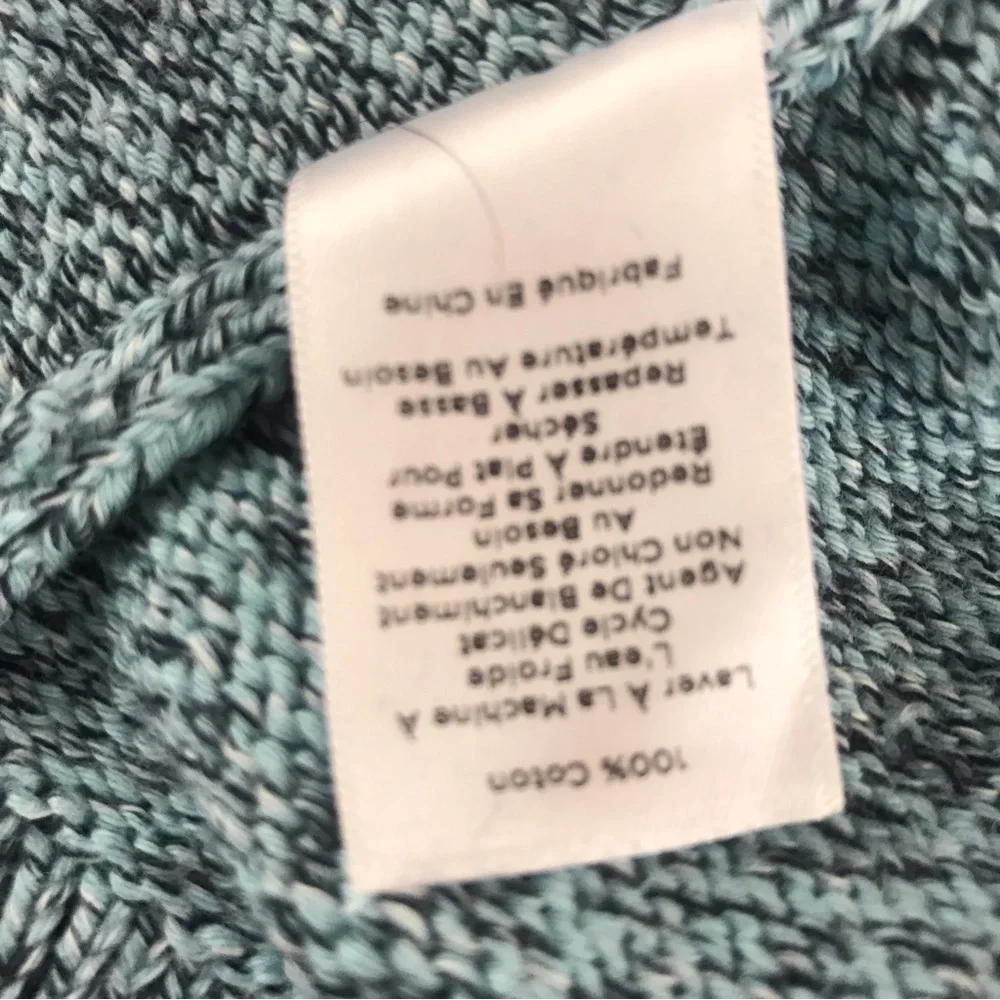 100% Coton
Laver À La Machine À
L'eau Froide
Cycle Délicat
Agent De Blanchiment
Non Chloré Seulement
Au Besoin
Redonner Sa Forme
Étendre À Plat Pour
Sécher
Repasser À Basse
Température Au Besoin
Fabriqué En Chine